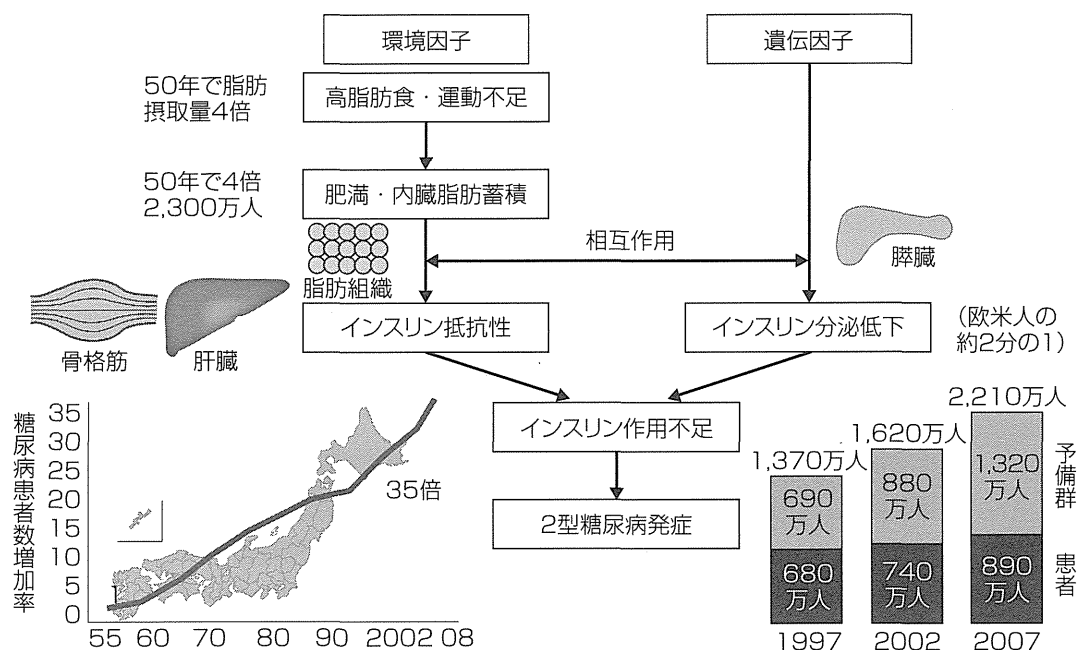 環境因子
遺伝因子
50年で脂肪
摂取量4倍
高脂肪食・運動不足
50年で4倍
2,300万人
肥満・内臓脂肪蓄積
相互作用
膵臓
脂肪組織
骨格筋
肝臓
インスリン抵抗性
インスリン分泌低下
（欧米人の
約2分の1）
インスリン作用不足
2型糖尿病発症
糖尿病患者数増加率
35
30
25
20
15
10
5
0
1
35倍
55 60 70 80 90 2002 08
1,370万人
1,620万人
2,210万人
690
万人
880
万人
1,320
万人
予備群
680
万人
740
万人
890
万人
患者
1997 2002 2007